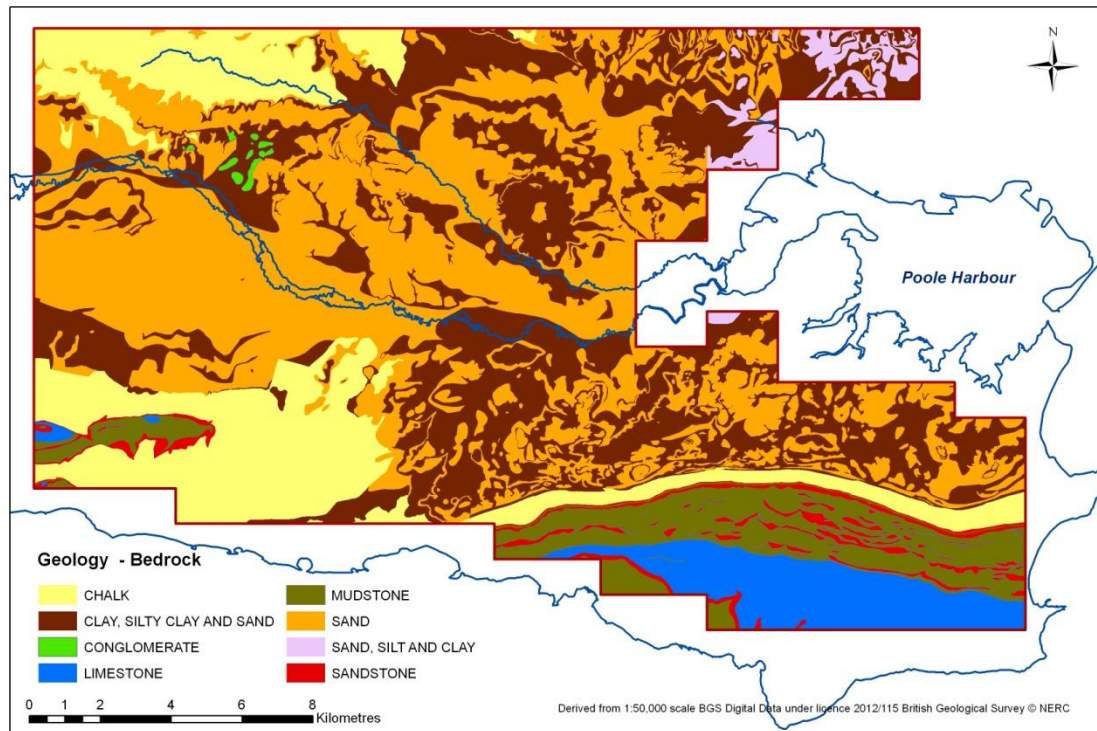 N
Poole Harbour
Geology - Bedrock
CHALK
CLAY, SILTY CLAY AND SAND
CONGLOMERATE
LIMESTONE
MUDSTONE
SAND
SAND, SILT AND CLAY
SANDSTONE
0 1 2 4 6 8
Kilometres
Derived from 1:50,000 scale BGS Digital Data under licence 2012/115 British Geological Survey © NERC